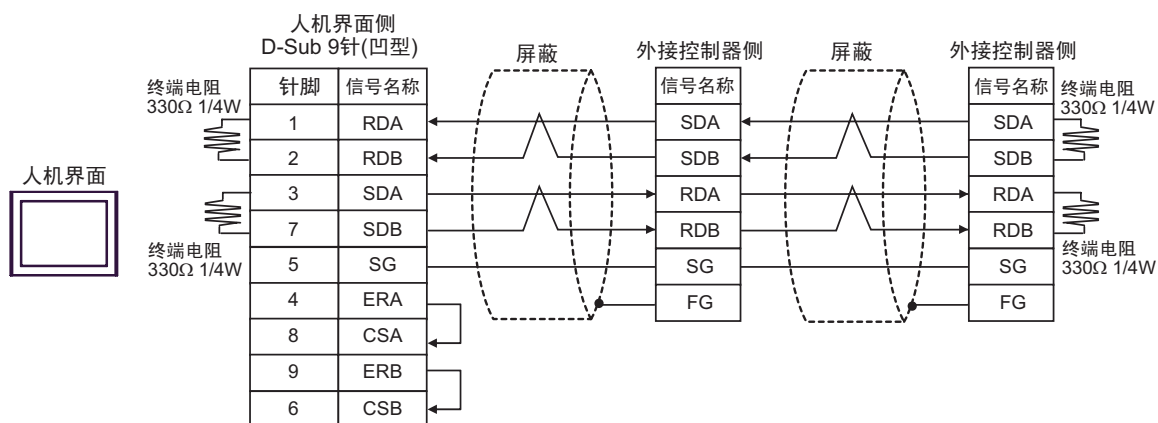 人机界面侧
D-Sub 9针(凹型)
屏蔽
外接控制器侧
屏蔽
外接控制器侧
终端电阻
330Ω 1/4W
针脚 信号名称
信号名称
信号名称
终端电阻
330Ω 1/4W
1 RDA SDA SDA
2 RDB SDB SDB
人机界面
3 SDA RDA RDA
7 SDB RDB RDB
终端电阻
330Ω 1/4W
5 SG SG SG
终端电阻
330Ω 1/4W
4 ERA FG FG
8 CSA
9 ERB
6 CSB